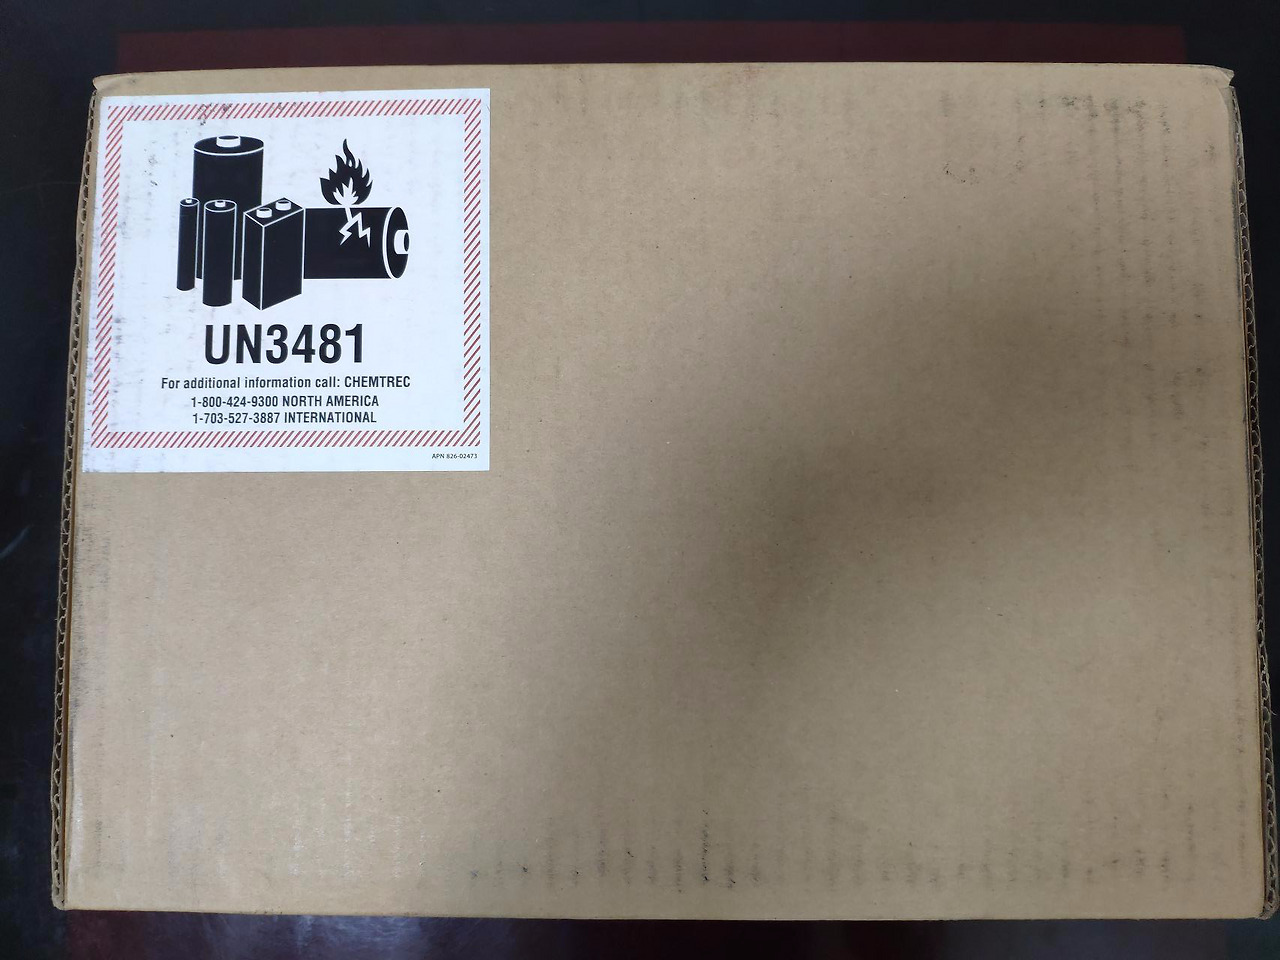 UN3481
For additional information call: CHEMTREC
1-800-424-9300 NORTH AMERICA
1-703-527-3887 INTERNATIONAL
APN 826-02473